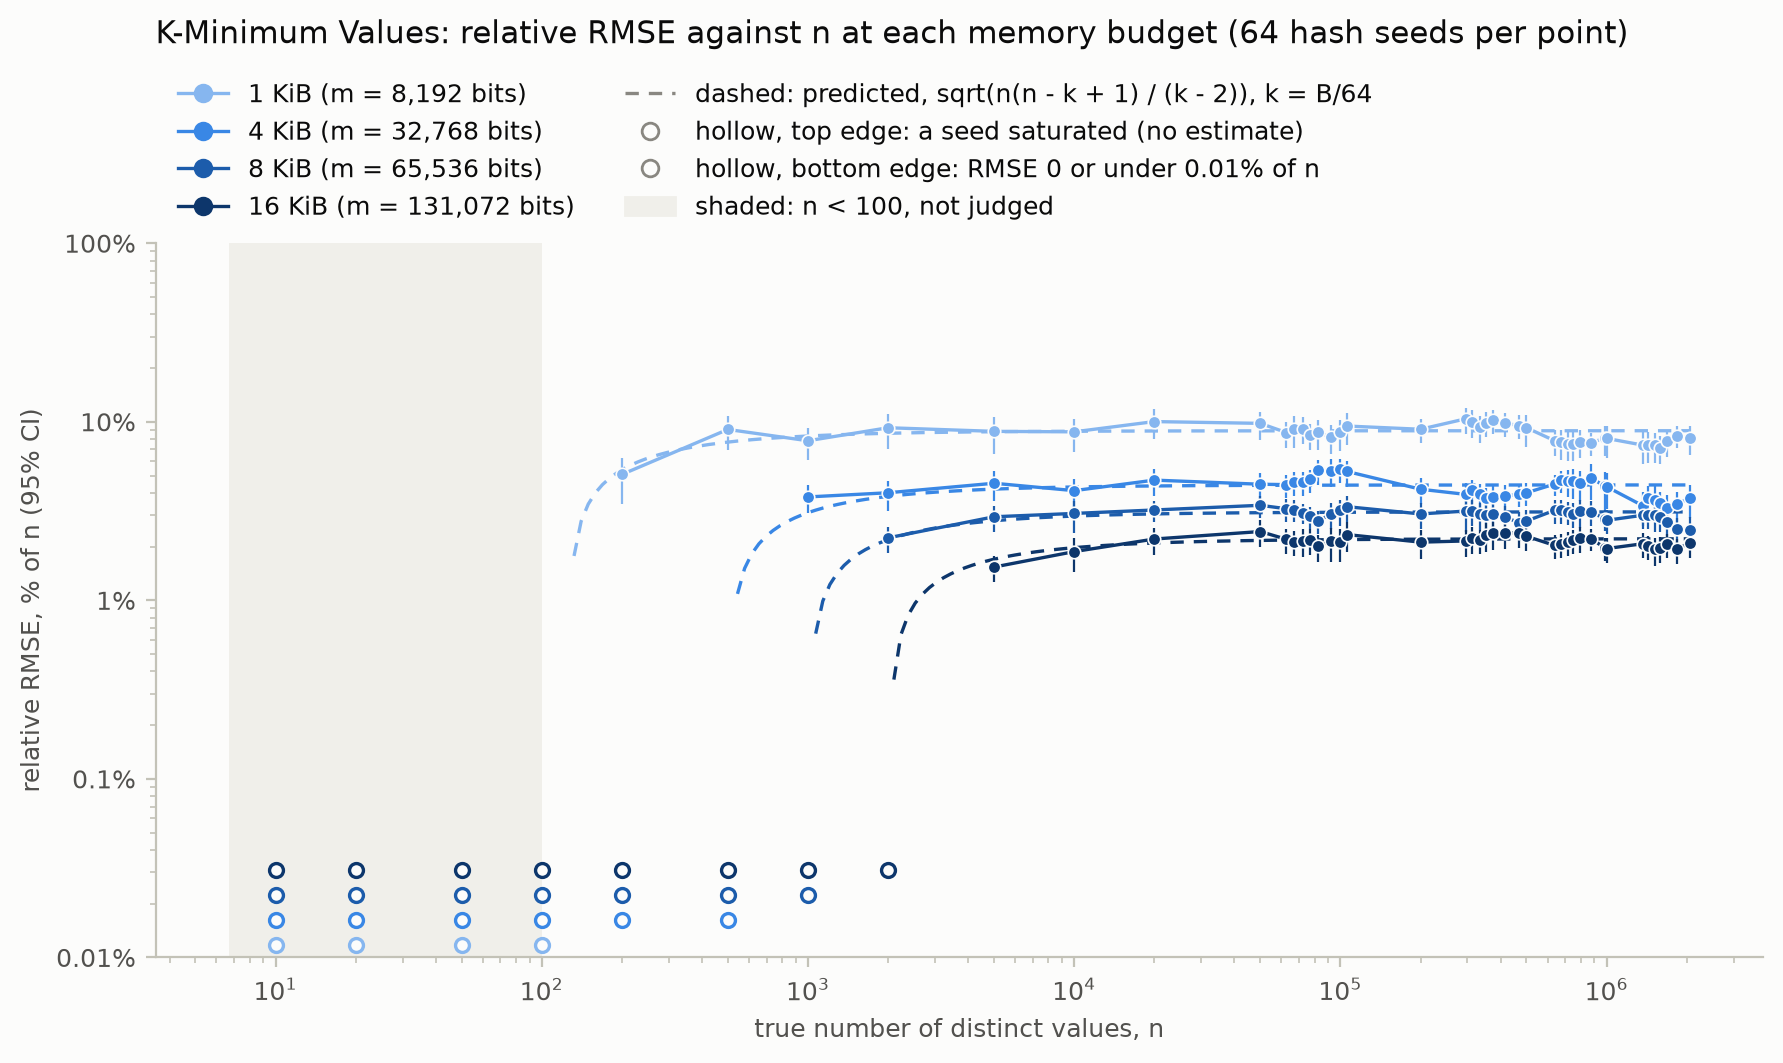 K-Minimum Values: relative RMSE against n at each memory budget (64 hash seeds per point)
1 KiB (m = 8,192 bits)
4 KiB (m = 32,768 bits)
8 KiB (m = 65,536 bits)
16 KiB (m = 131,072 bits)
dashed: predicted, sqrt(n(n - k + 1) / (k - 2)), k = B/64
hollow, top edge: a seed saturated (no estimate)
hollow, bottom edge: RMSE 0 or under 0.01% of n
shaded: n < 100, not judged
relative RMSE, % of n (95% CI)
100%
10%
1%
0.1%
0.01%
10¹
10²
10³
10⁴
10⁵
10⁶
true number of distinct values, n